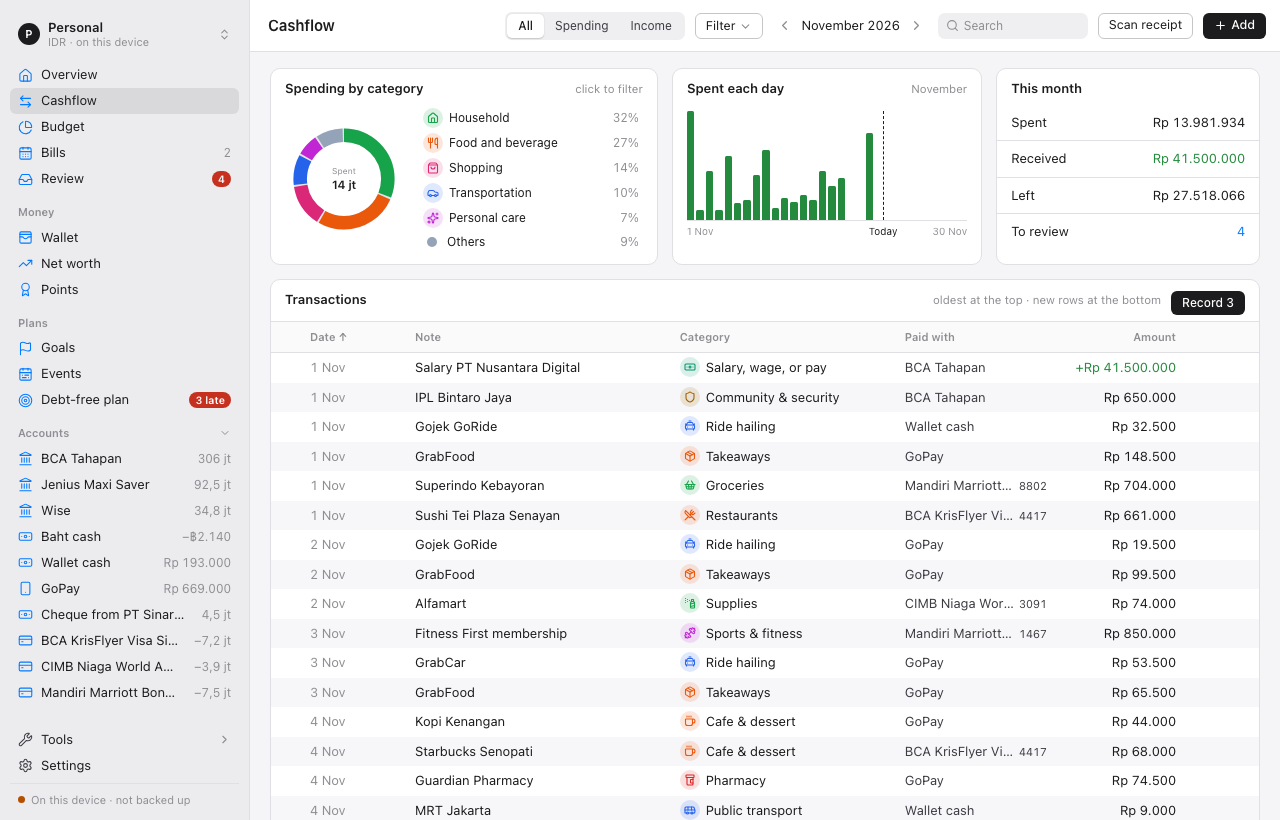 P
Personal
IDR · on this device
Overview
Cashflow
Budget
Bills 2
Review 4
Money
Wallet
Net worth
Points
Plans
Goals
Events
Debt-free plan 3 late
Accounts
BCA Tahapan 306 jt
Jenius Maxi Saver 92,5 jt
Wise 34,8 jt
Baht cash −฿2.140
Wallet cash Rp 193.000
GoPay Rp 669.000
Cheque from PT Sinar... 4,5 jt
BCA KrisFlyer Visa Si... −7,2 jt
CIMB Niaga World A... −3,9 jt
Mandiri Marriott Bon... −7,5 jt
Tools
Settings
On this device · not backed up
Cashflow
All Spending Income
Filter
November 2026
Search
Scan receipt
+ Add
Spending by category click to filter
Spent
14 jt
Household 32%
Food and beverage 27%
Shopping 14%
Transportation 10%
Personal care 7%
Others 9%
Spent each day November
1 Nov Today 30 Nov
This month
Spent Rp 13.981.934
Received Rp 41.500.000
Left Rp 27.518.066
To review 4
Transactions oldest at the top · new rows at the bottom Record 3
Date ↑ Note Category Paid with Amount
1 Nov Salary PT Nusantara Digital Salary, wage, or pay BCA Tahapan +Rp 41.500.000
1 Nov IPL Bintaro Jaya Community & security BCA Tahapan Rp 650.000
1 Nov Gojek GoRide Ride hailing Wallet cash Rp 32.500
1 Nov GrabFood Takeaways GoPay Rp 148.500
1 Nov Superindo Kebayoran Groceries Mandiri Marriott... 8802 Rp 704.000
1 Nov Sushi Tei Plaza Senayan Restaurants BCA KrisFlyer Vi... 4417 Rp 661.000
2 Nov Gojek GoRide Ride hailing GoPay Rp 19.500
2 Nov GrabFood Takeaways GoPay Rp 99.500
2 Nov Alfamart Supplies CIMB Niaga Wor... 3091 Rp 74.000
3 Nov Fitness First membership Sports & fitness Mandiri Marriott... 1467 Rp 850.000
3 Nov GrabCar Ride hailing GoPay Rp 53.500
3 Nov GrabFood Takeaways GoPay Rp 65.500
4 Nov Kopi Kenangan Cafe & dessert GoPay Rp 44.000
4 Nov Starbucks Senopati Cafe & dessert BCA KrisFlyer Vi... 4417 Rp 68.000
4 Nov Guardian Pharmacy Pharmacy GoPay Rp 74.500
4 Nov MRT Jakarta Public transport Wallet cash Rp 9.000